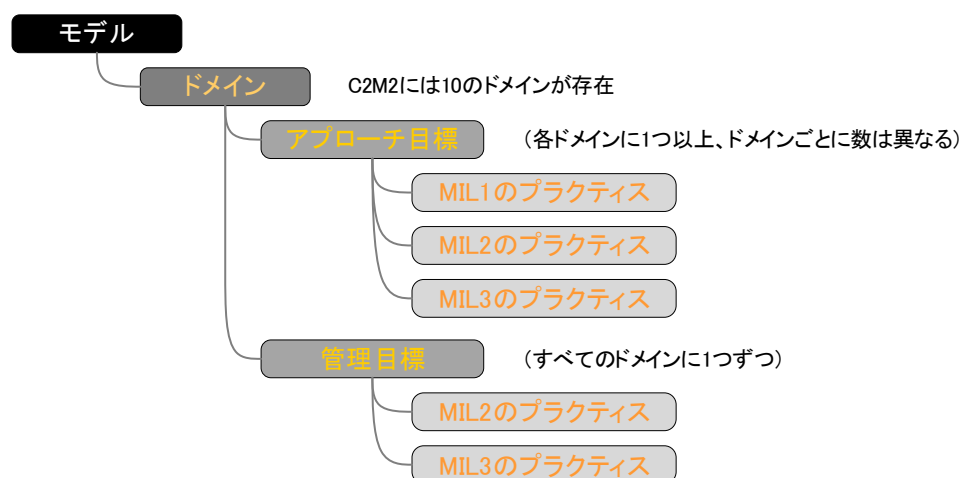 モデル
ドメイン C2M2には10のドメインが存在
アプローチ目標 （各ドメインに1つ以上、ドメインごとに数は異なる）
MIL1のプラクティス
MIL2のプラクティス
MIL3のプラクティス
管理目標 （すべてのドメインに1つずつ）
MIL2のプラクティス
MIL3のプラクティス